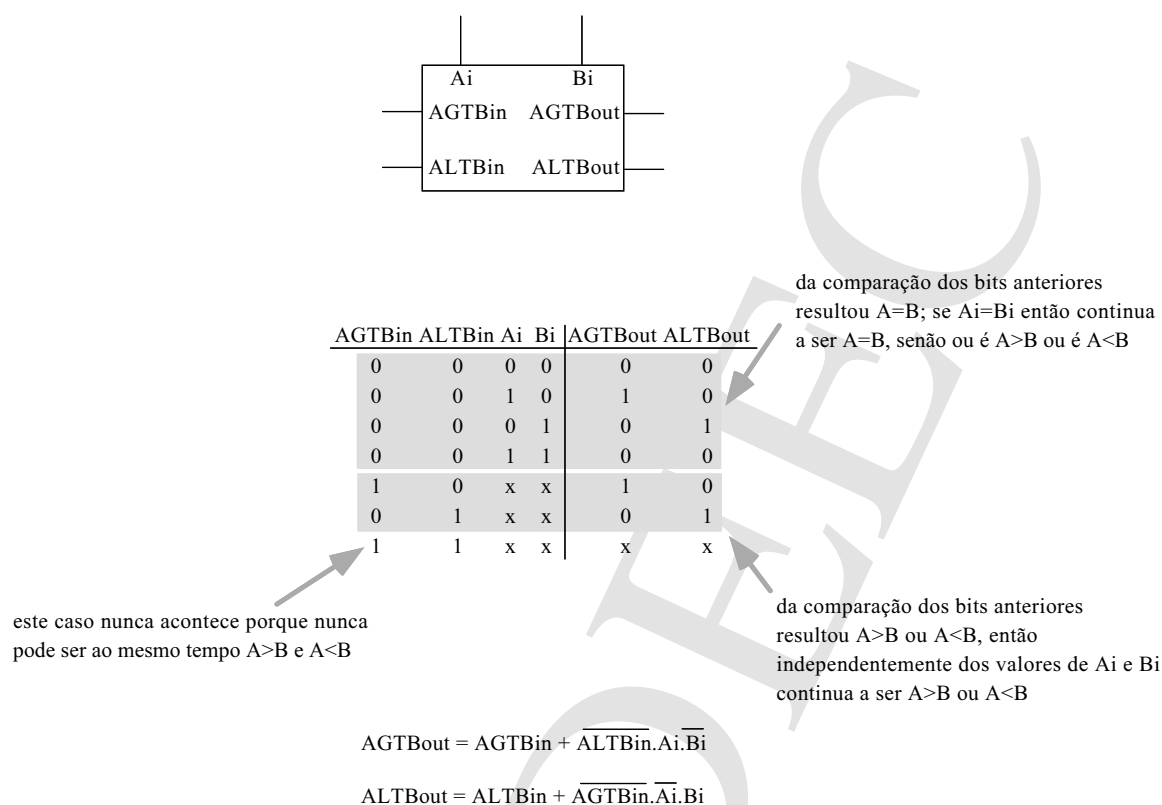 Ai Bi
AGTBin AGTBout
ALTBin ALTBout
da comparação dos bits anteriores
resultou A=B; se Ai=Bi então continua
a ser A=B, senão ou é A>B ou é A<B
AGTBin ALTBin Ai Bi AGTBout ALTBout
0 0 0 0 0 0
0 0 1 0 1 0
0 0 0 1 0 1
0 0 1 1 0 0
1 0 x x 1 0
0 1 x x 0 1
1 1 x x x x
este caso nunca acontece porque nunca
pode ser ao mesmo tempo A>B e A<B
da comparação dos bits anteriores
resultou A>B ou A<B, então
independentemente dos valores de Ai e Bi
continua a ser A>B ou A<B
AGTBout = AGTBin + \overline{ALTBin}.Ai.\overline{Bi}
ALTBout = ALTBin + \overline{AGTBin}.\overline{Ai}.Bi
DEEC